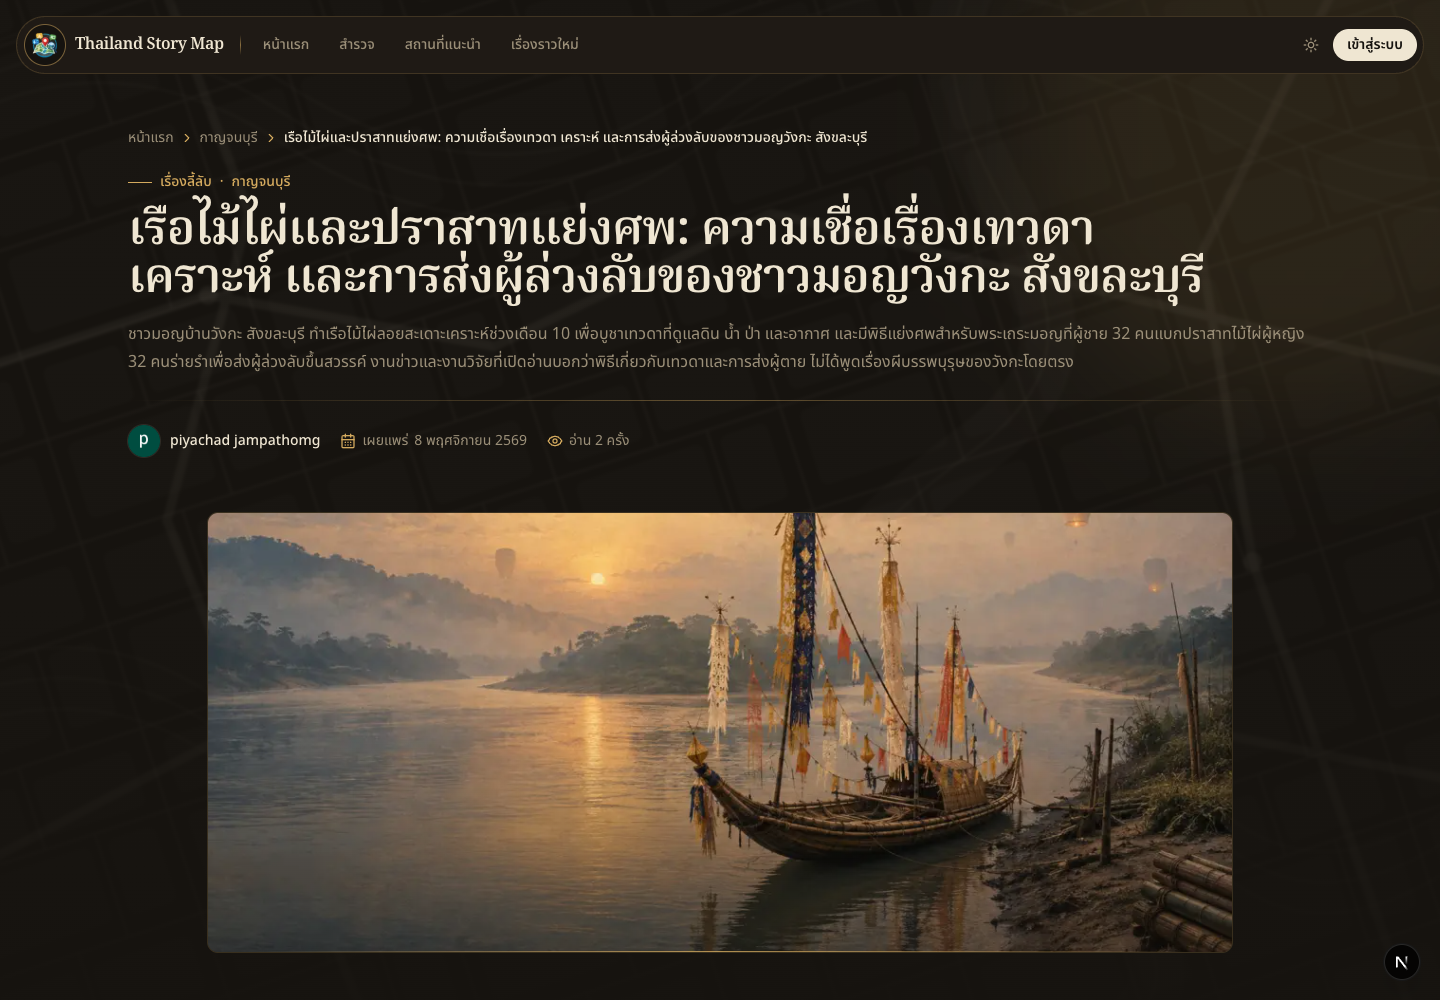 Thailand Story Map หน้าแรก สำรวจ สถานที่แนะนำ เรื่องราวใหม่ เข้าสู่ระบบ
หน้าแรก > กาญจนบุรี > เรือไม้ไผ่และปราสาทแย่งศพ: ความเชื่อเรื่องเทวดา เคราะห์ และการส่งผู้ล่วงลับของชาวมอญวังกะ สังขละบุรี
เรื่องลี้ลับ · กาญจนบุรี
เรือไม้ไผ่และปราสาทแย่งศพ: ความเชื่อเรื่องเทวดา
เคราะห์ และการส่งผู้ล่วงลับของชาวมอญวังกะ สังขละบุรี
ชาวมอญบ้านวังกะ สังขละบุรี ทำเรือไม้ไผ่ลอยสะเดาะเคราะห์ช่วงเดือน 10 เพื่อบูชาเทวดาที่ดูแลดิน น้ำ ป่า และอากาศ และมีพิธีแย่งศพสำหรับพระเถระมอญที่ผู้ชาย 32 คนแบกปราสาทไม้ไผ่ผู้หญิง
32 คนร่ายรำเพื่อส่งผู้ล่วงลับขึ้นสวรรค์ งานข่าวและงานวิจัยที่เปิดอ่านบอกว่าพิธีเกี่ยวกับเทวดาและการส่งผู้ตาย ไม่ได้พูดเรื่องผีบรรพบุรุษของวังกะโดยตรง
p piyachad jampathomg เผยแพร่ 8 พฤศจิกายน 2569 อ่าน 2 ครั้ง
N